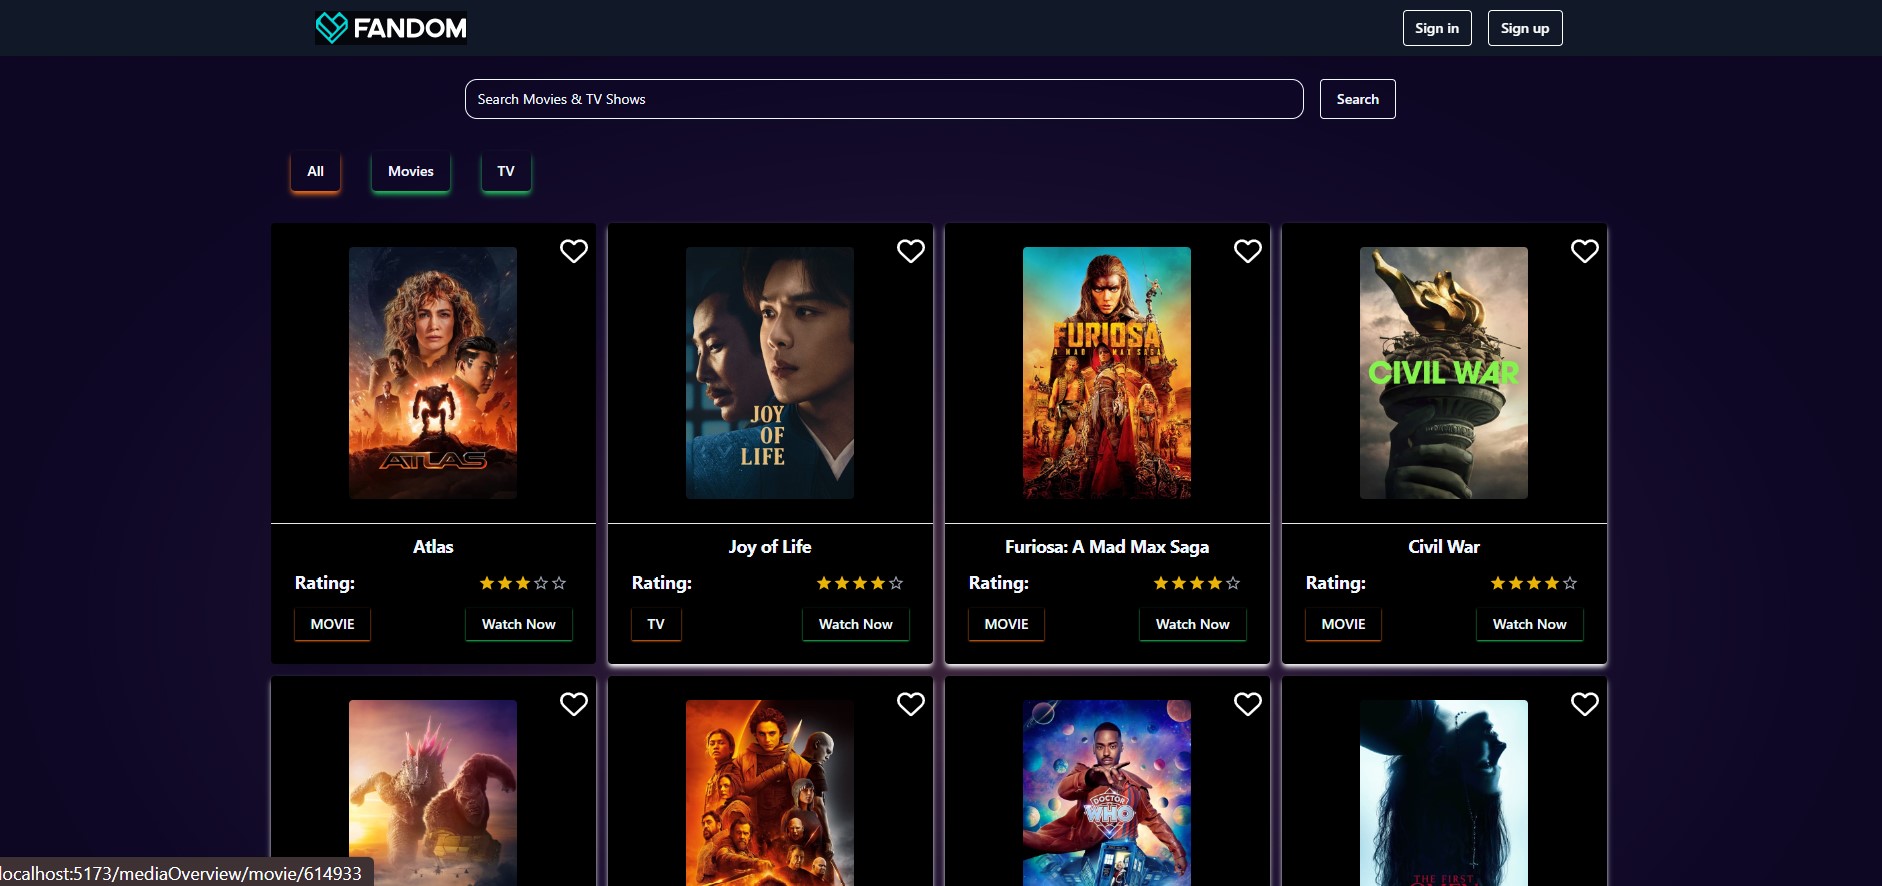 FANDOM
Sign in
Sign up
Search Movies & TV Shows
Search
All
Movies
TV
ATLAS
JOY
OF
LIFE
FURIOSA
A MAD MAX SAGA
CIVIL WAR
Atlas
Joy of Life
Furiosa: A Mad Max Saga
Civil War
Rating:
Rating:
Rating:
Rating:
MOVIE
Watch Now
TV
Watch Now
MOVIE
Watch Now
MOVIE
Watch Now
DOCTOR
WHO
THE FIRST
localhost:5173/mediaOverview/movie/614933